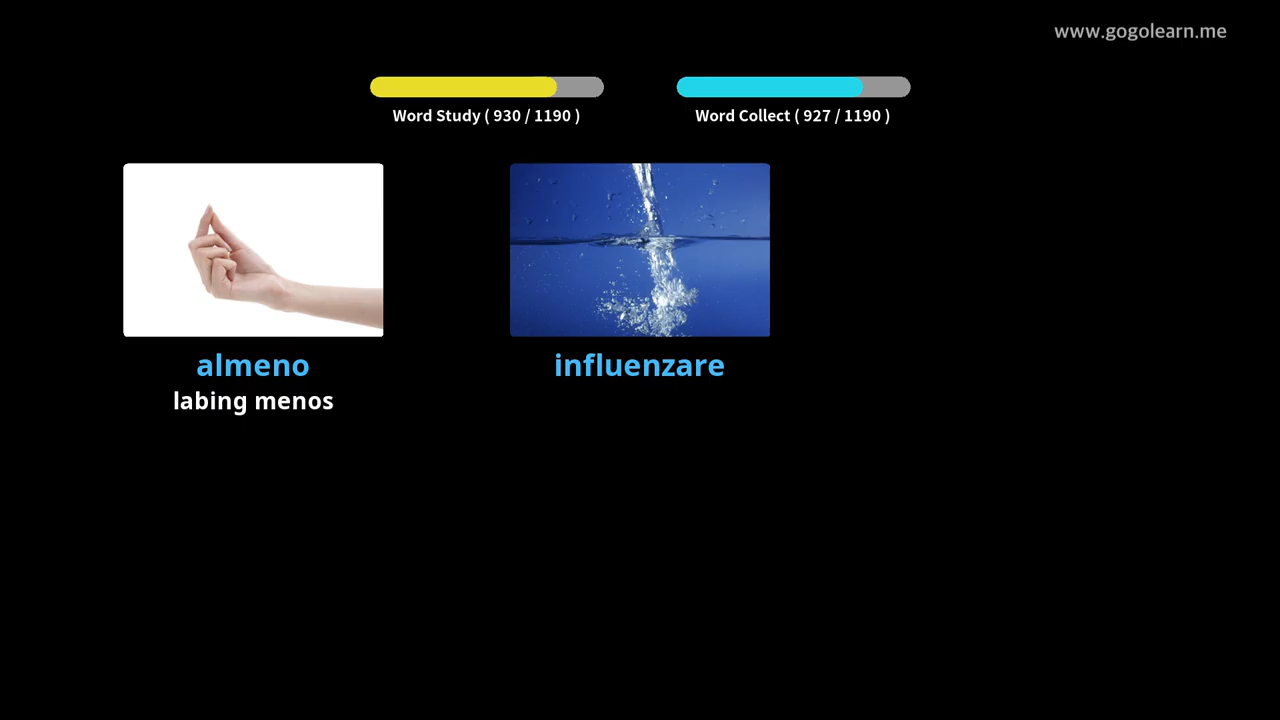 www.gogolearn.me
Word Study ( 930 / 1190 )
Word Collect ( 927 / 1190 )
almeno
labing menos
influenzare